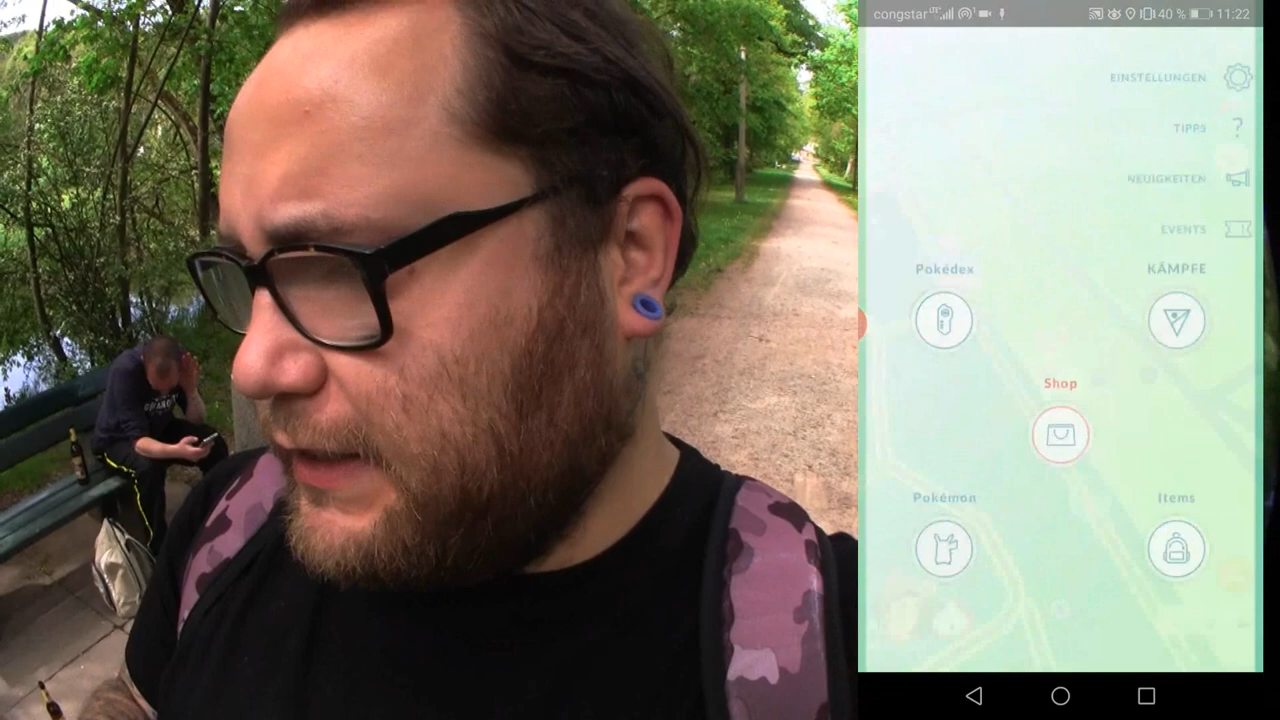 congstar 40 % 11:22
EINSTELLUNGEN
TIPPS
NEUIGKEITEN
EVENTS
Pokédex KÄMPFE
Shop
Pokémon Items